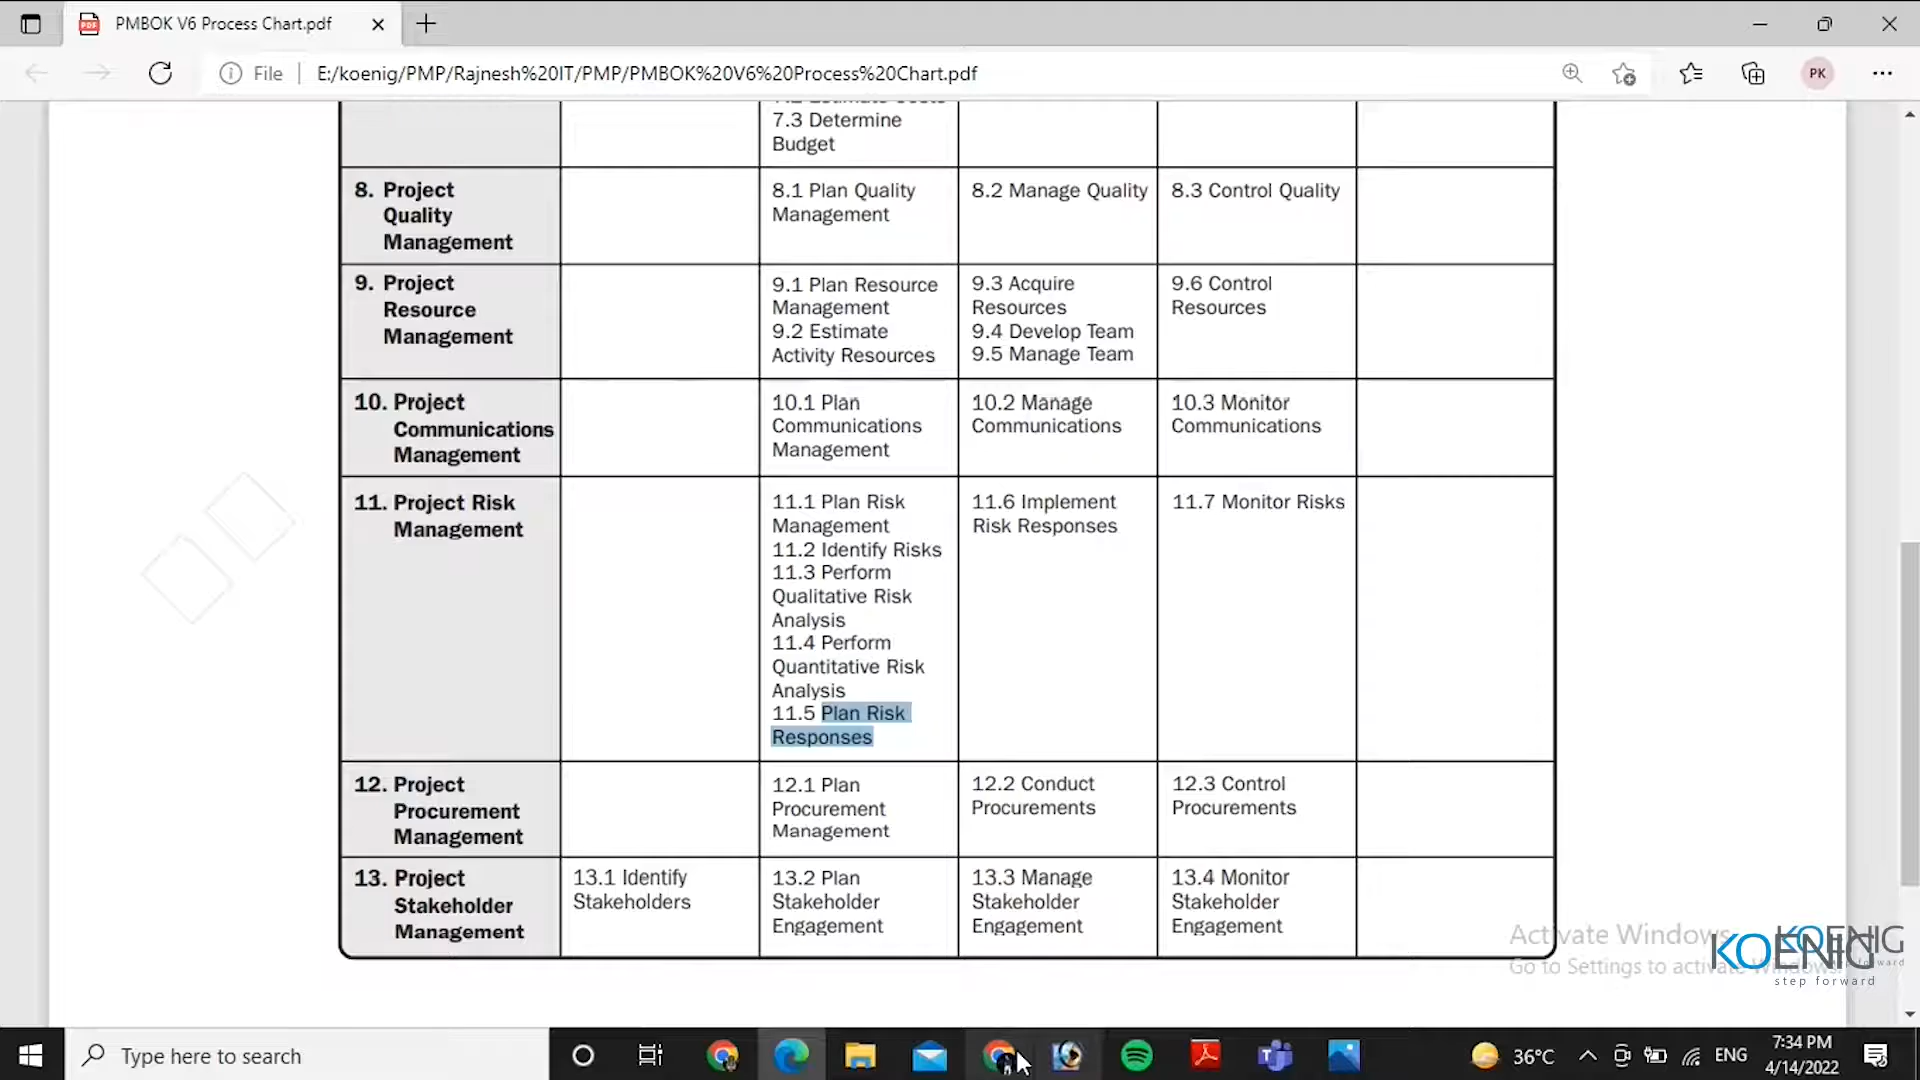 PMBOK V6 Process Chart.pdf
File
E:/koenig/PMP/Rajnesh%20IT/PMP/PMBOK%20V6%20Process%20Chart.pdf
PK
7.3 Determine
Budget
8. Project
Quality
Management
8.1 Plan Quality
Management
8.2 Manage Quality
8.3 Control Quality
9. Project
Resource
Management
9.1 Plan Resource
Management
9.2 Estimate
Activity Resources
9.3 Acquire
Resources
9.4 Develop Team
9.5 Manage Team
9.6 Control
Resources
10. Project
Communications
Management
10.1 Plan
Communications
Management
10.2 Manage
Communications
10.3 Monitor
Communications
11. Project Risk
Management
11.1 Plan Risk
Management
11.2 Identify Risks
11.3 Perform
Qualitative Risk
Analysis
11.4 Perform
Quantitative Risk
Analysis
11.5 Plan Risk
Responses
11.6 Implement
Risk Responses
11.7 Monitor Risks
12. Project
Procurement
Management
12.1 Plan
Procurement
Management
12.2 Conduct
Procurements
12.3 Control
Procurements
13. Project
Stakeholder
Management
13.1 Identify
Stakeholders
13.2 Plan
Stakeholder
Engagement
13.3 Manage
Stakeholder
Engagement
13.4 Monitor
Stakeholder
Engagement
Activate Windows
Go to Settings to activate Windows.
KOENIG
KOENIG
step forward
Type here to search
36°C
ENG
7:34 PM
4/14/2022